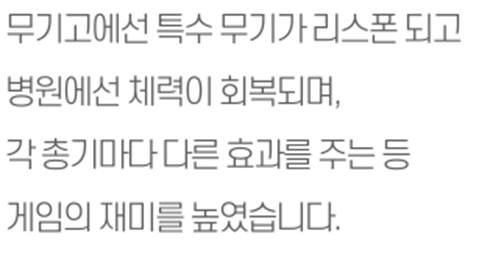 무기고에선 특수 무기가 리스폰 되고
병원에선 체력이 회복되며,
각 총기마다 다른 효과를 주는 등
게임의 재미를 높였습니다.